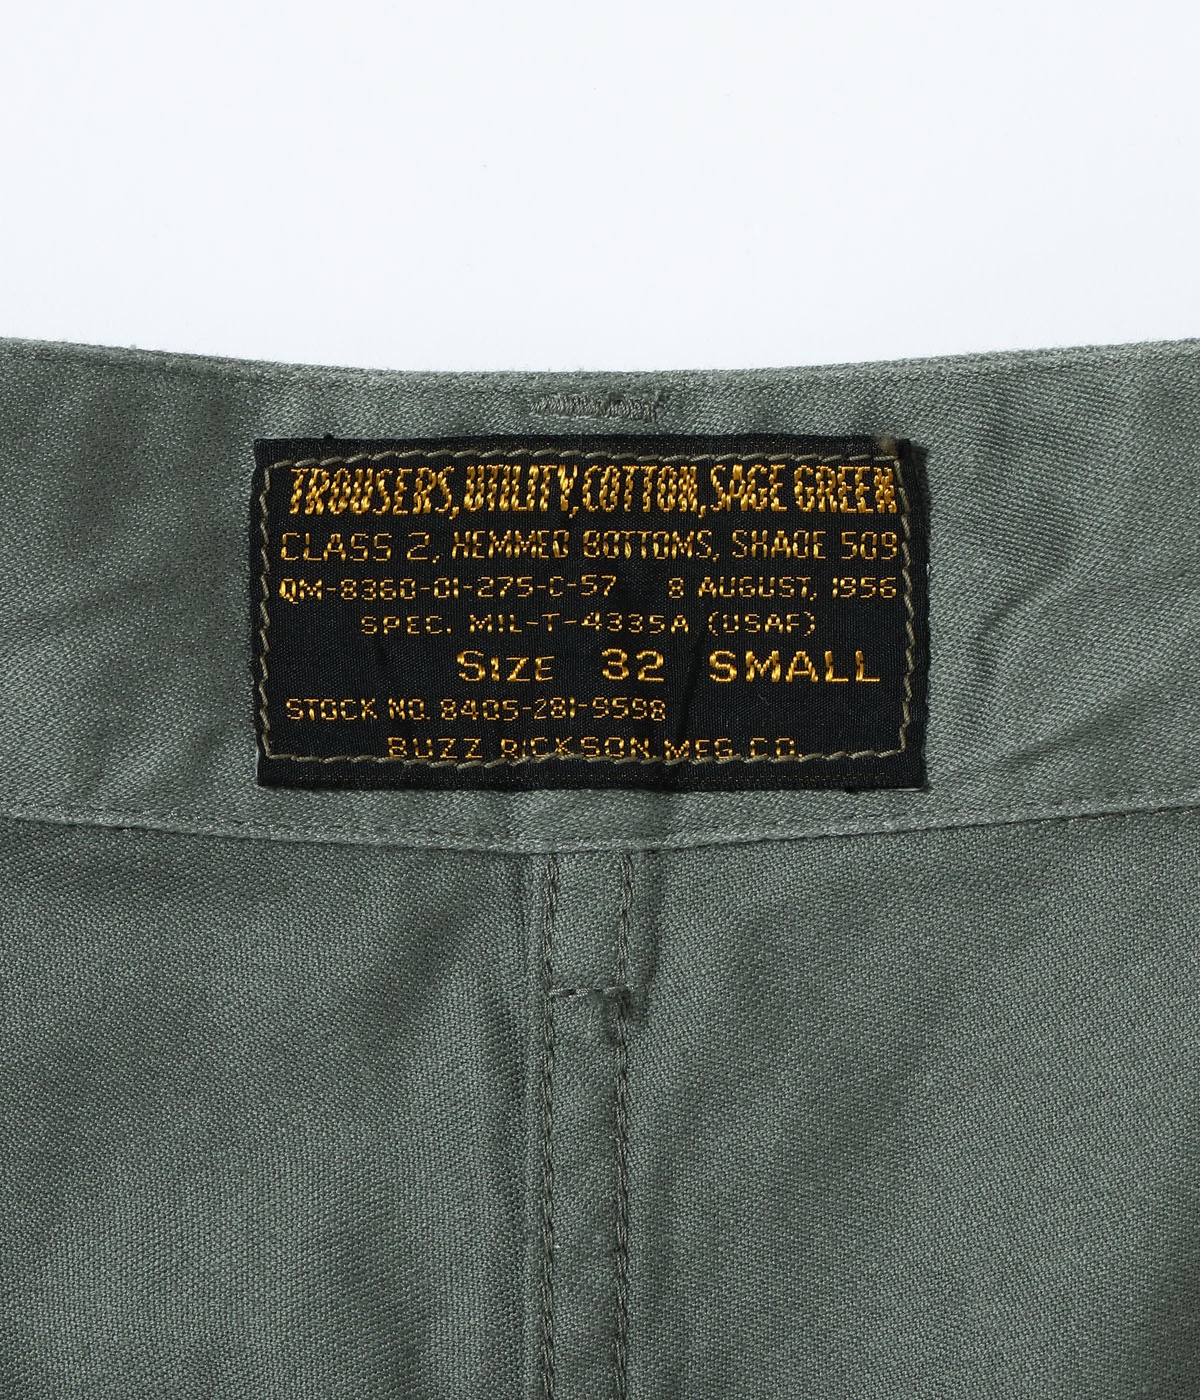 TROUSERS, UTILITY, COTTON, SAGE GREEN
CLASS 2, HEMMED BOTTOMS, SHADE 509
QM-8360-01-275-C-57 8 AUGUST, 1956
SPEC. MIL-T-4335A (USAF)
SIZE 32 SMALL
STOCK NO. 8405-281-9598
BUZZ RICKSON. MFG. CO.